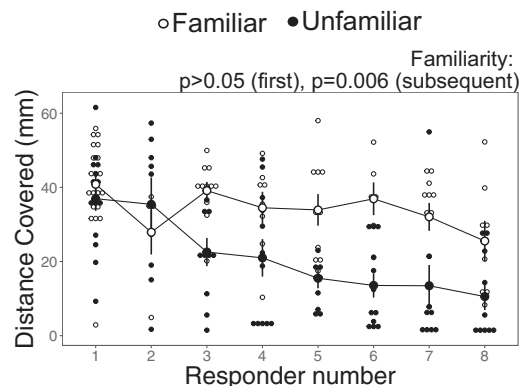 Familiar Unfamiliar
Familiarity:
p>0.05 (first), p=0.006 (subsequent)
Distance Covered (mm)
60
40
20
0
1 2 3 4 5 6 7 8
Responder number